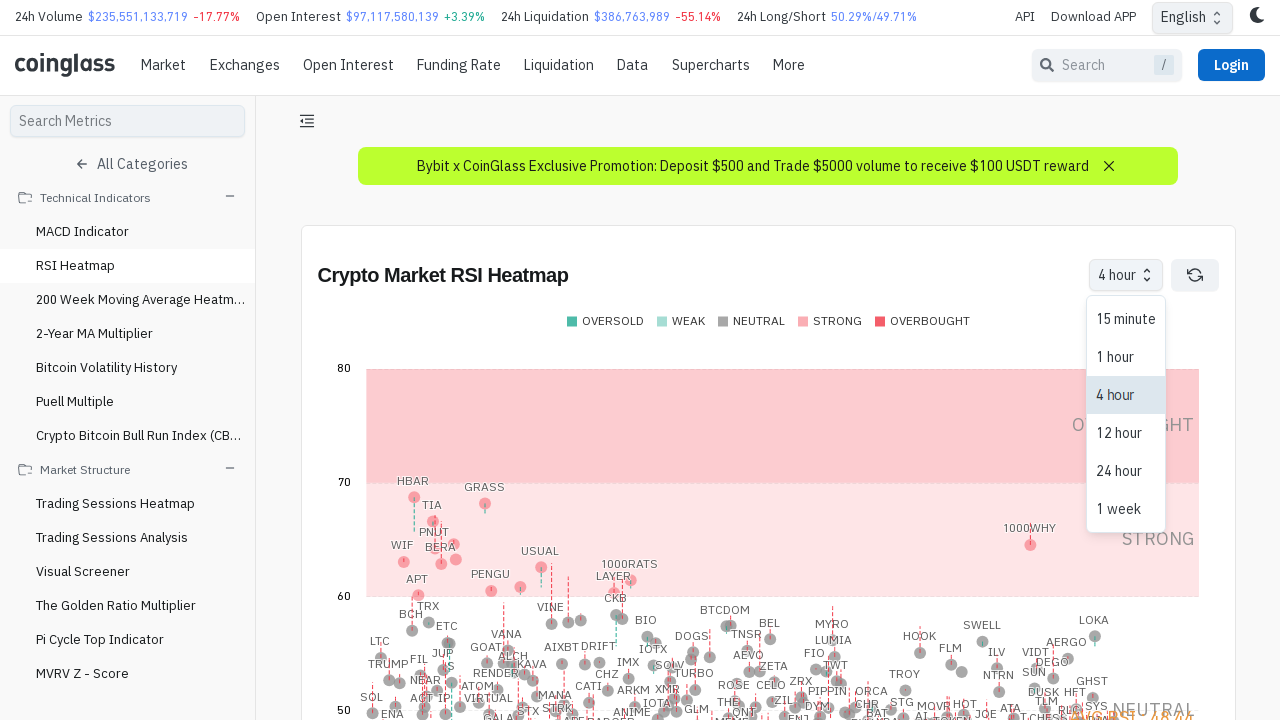 24h Volume $235,551,133,719 -17.77% Open Interest $97,117,580,139 +3.39% 24h Liquidation $386,763,989 -55.14% 24h Long/Short 50.29%/49.71% API Download APP English
coinglass Market Exchanges Open Interest Funding Rate Liquidation Data Supercharts More Search / Login
Search Metrics
All Categories
Technical Indicators
MACD Indicator
RSI Heatmap
200 Week Moving Average Heatm...
2-Year MA Multiplier
Bitcoin Volatility History
Puell Multiple
Crypto Bitcoin Bull Run Index (CB...
Market Structure
Trading Sessions Heatmap
Trading Sessions Analysis
Visual Screener
The Golden Ratio Multiplier
Pi Cycle Top Indicator
MVRV Z - Score
Bybit x CoinGlass Exclusive Promotion: Deposit $500 and Trade $5000 volume to receive $100 USDT reward
Crypto Market RSI Heatmap
4 hour
15 minute
1 hour
4 hour
12 hour
24 hour
1 week
OVERSOLD WEAK NEUTRAL STRONG OVERBOUGHT
80
70
HBAR
GRASS
TIA
1000WHY
PNUT
STRONG
WIF BERA
USUAL
1000RATS
PENGU LAYER
APT
60
CKB
TRX VINE
BTCDOM
BCH
BIO LOKA
ETC BEL MYRO SWELL
VANA DOGS TNSR HOOK
LTC LUMIA AERGO
GOAT AIXBT DRIFT IOTX FLM
JUP ALCH AEVO FIO ILV VIDT
TRUMP FIL KAVA IMX SOLV ZETA TWT DEGO
S RENDER CHZ TURBO TROY NTRN SUN
NEAR ATOM CATI ARKM XMR ROSE CELO ZRX PIPPIN ORCA GHST
SOL ACT IP VIRTUAL MANA IOTA THE ZIL CHR STG MOVR HOT TLM DUSK HFT
ENA STX STRK ANIME GLM DYM BAT JOE ATA SYS
50
NEUTRAL